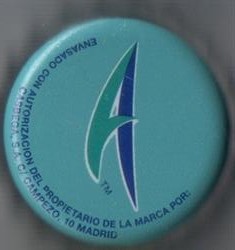 ENVASADO CON AUTORIZACION DEL PROPIETARIO DE LA MARCA POR:
S.A. C/ CAMPEZO, 10 MADRID
TM